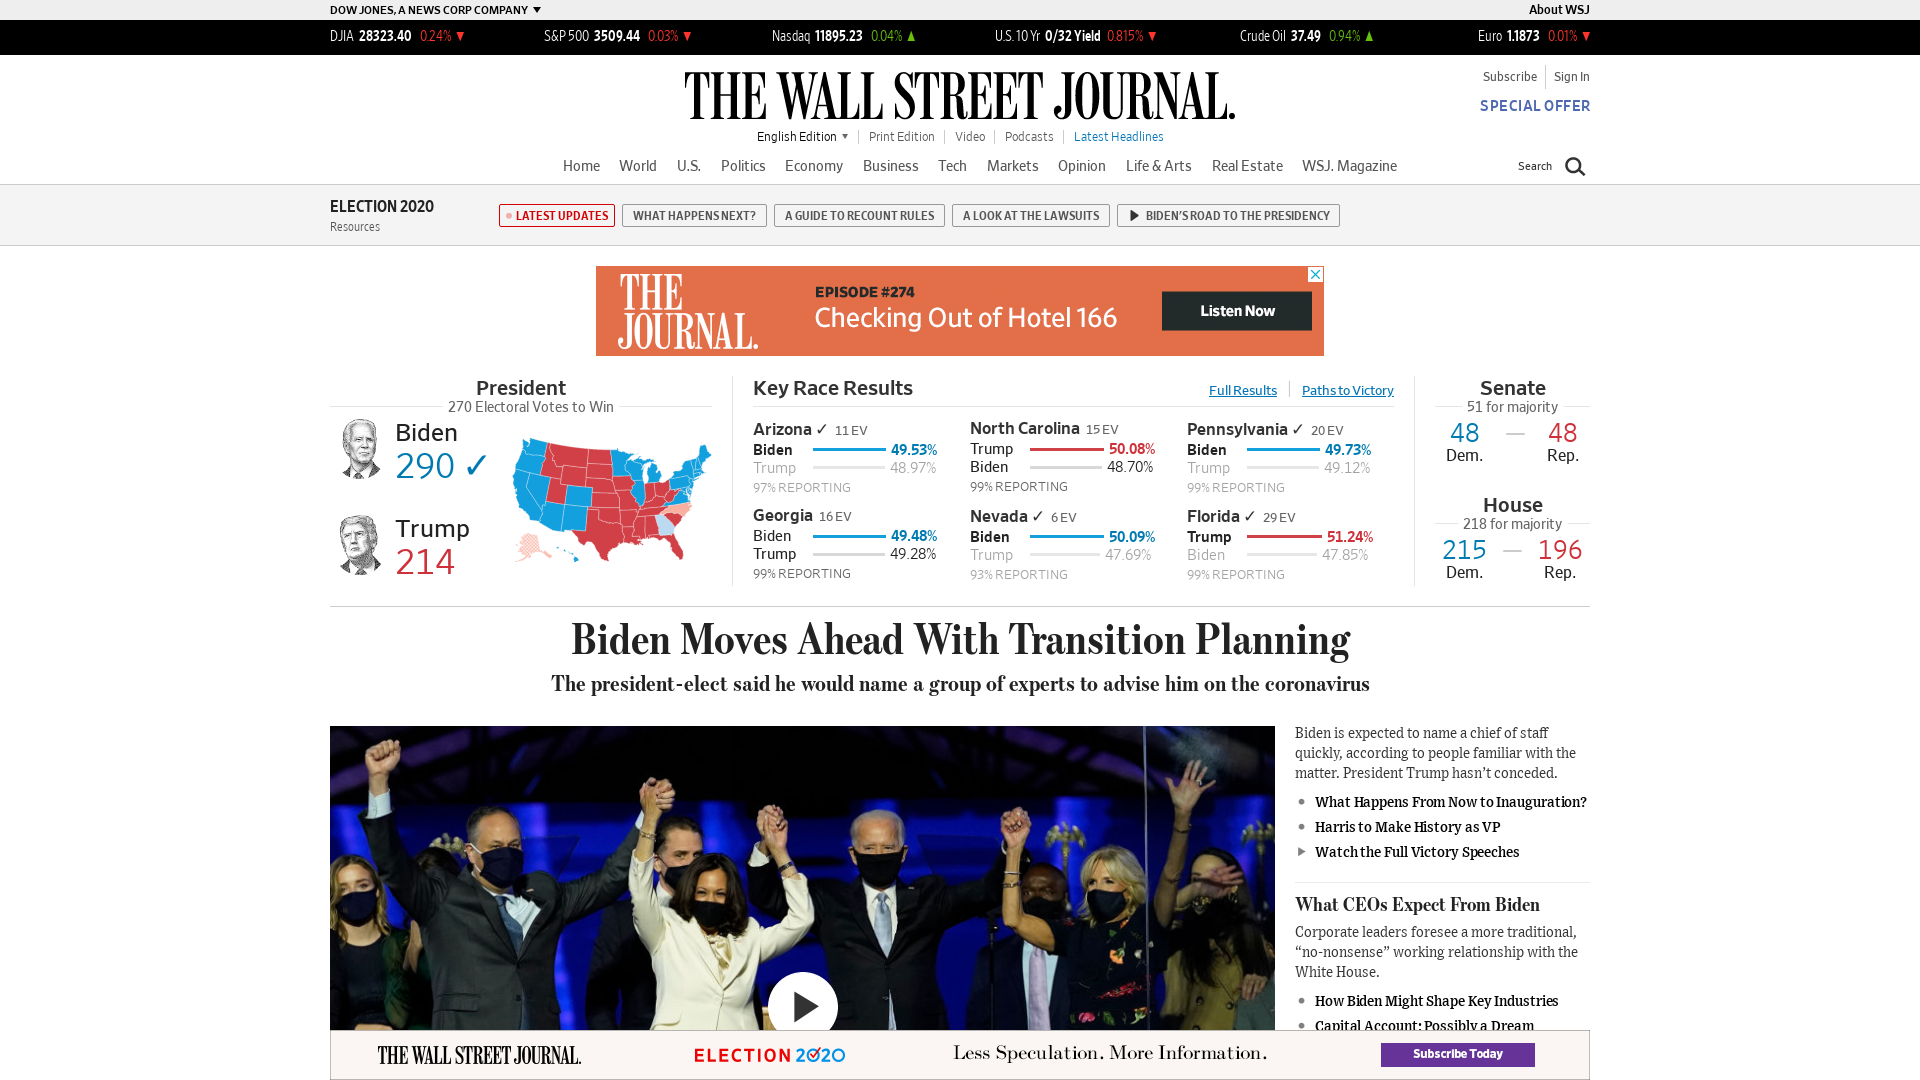 DOW JONES, A NEWS CORP COMPANY
About WSJ
DJIA 28323.40 0.24%
S&P 500 3509.44 0.03%
Nasdaq 11895.23 0.04%
U.S. 10 Yr 0/32 Yield 0.815%
Crude Oil 37.49 0.94%
Euro 1.1873 0.01%
THE WALL STREET JOURNAL.
Subscribe
Sign In
SPECIAL OFFER
English Edition
Print Edition
Video
Podcasts
Latest Headlines
Home
World
U.S.
Politics
Economy
Business
Tech
Markets
Opinion
Life & Arts
Real Estate
WSJ. Magazine
Search
ELECTION 2020
Resources
LATEST UPDATES
WHAT HAPPENS NEXT?
A GUIDE TO RECOUNT RULES
A LOOK AT THE LAWSUITS
BIDEN’S ROAD TO THE PRESIDENCY
THE
JOURNAL.
EPISODE #274
Checking Out of Hotel 166
Listen Now
President
270 Electoral Votes to Win
Biden
290 ✓
Trump
214
Key Race Results
Full Results
Paths to Victory
Arizona ✓ 11 EV
Biden 49.53%
Trump 48.97%
97% REPORTING
North Carolina 15 EV
Trump 50.08%
Biden 48.70%
99% REPORTING
Pennsylvania ✓ 20 EV
Biden 49.73%
Trump 49.12%
99% REPORTING
Georgia 16 EV
Biden 49.48%
Trump 49.28%
99% REPORTING
Nevada ✓ 6 EV
Biden 50.09%
Trump 47.69%
93% REPORTING
Florida ✓ 29 EV
Trump 51.24%
Biden 47.85%
99% REPORTING
Senate
51 for majority
48 — 48
Dem. Rep.
House
218 for majority
215 — 196
Dem. Rep.
Biden Moves Ahead With Transition Planning
The president-elect said he would name a group of experts to advise him on the coronavirus
Biden is expected to name a chief of staff
quickly, according to people familiar with the
matter. President Trump hasn’t conceded.
What Happens From Now to Inauguration?
Harris to Make History as VP
Watch the Full Victory Speeches
What CEOs Expect From Biden
Corporate leaders foresee a more traditional,
“no-nonsense” working relationship with the
White House.
How Biden Might Shape Key Industries
Capital Account: Possibly a Dream
THE WALL STREET JOURNAL.
ELECTION 2020
Less Speculation. More Information.
Subscribe Today